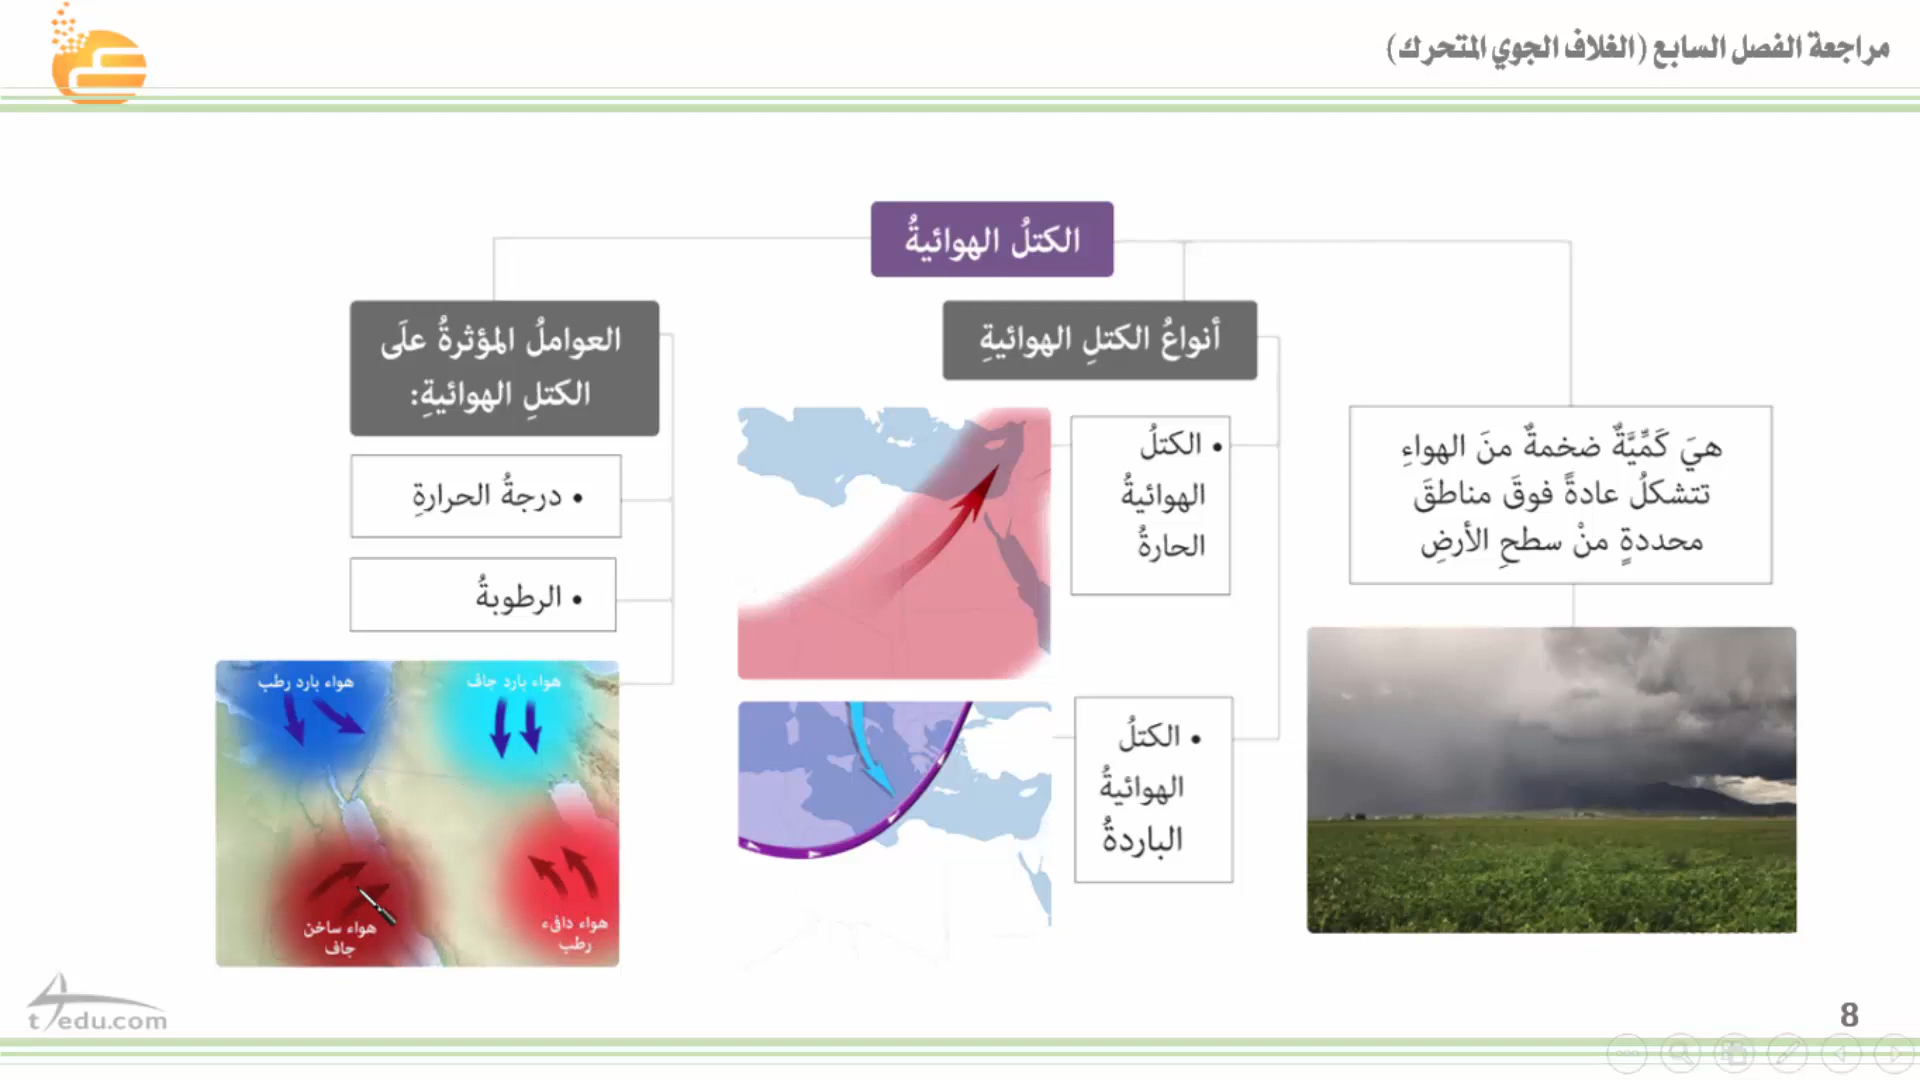 مراجعة الفصل السابع (الغلاف الجوي المتحرك)
الكتلُ الهوائيةُ
هيَ كَمِّيَّةٌ ضخمةٌ منَ الهواءِ
تتشكلُ عادةً فوقَ مناطقَ
محددةٍ منْ سطحِ الأرضِ
أنواعُ الكتلِ الهوائيةِ
• الكتلُ
الهوائيةُ
الحارةُ
• الكتلُ
الهوائيةُ
الباردةُ
العواملُ المؤثرةُ علَى
الكتلِ الهوائيةِ:
• درجةُ الحرارةِ
• الرطوبةُ
هواء بارد جاف
هواء بارد رطب
هواء دافىء
رطب
هواء ساخن
جاف
t4edu.com
8